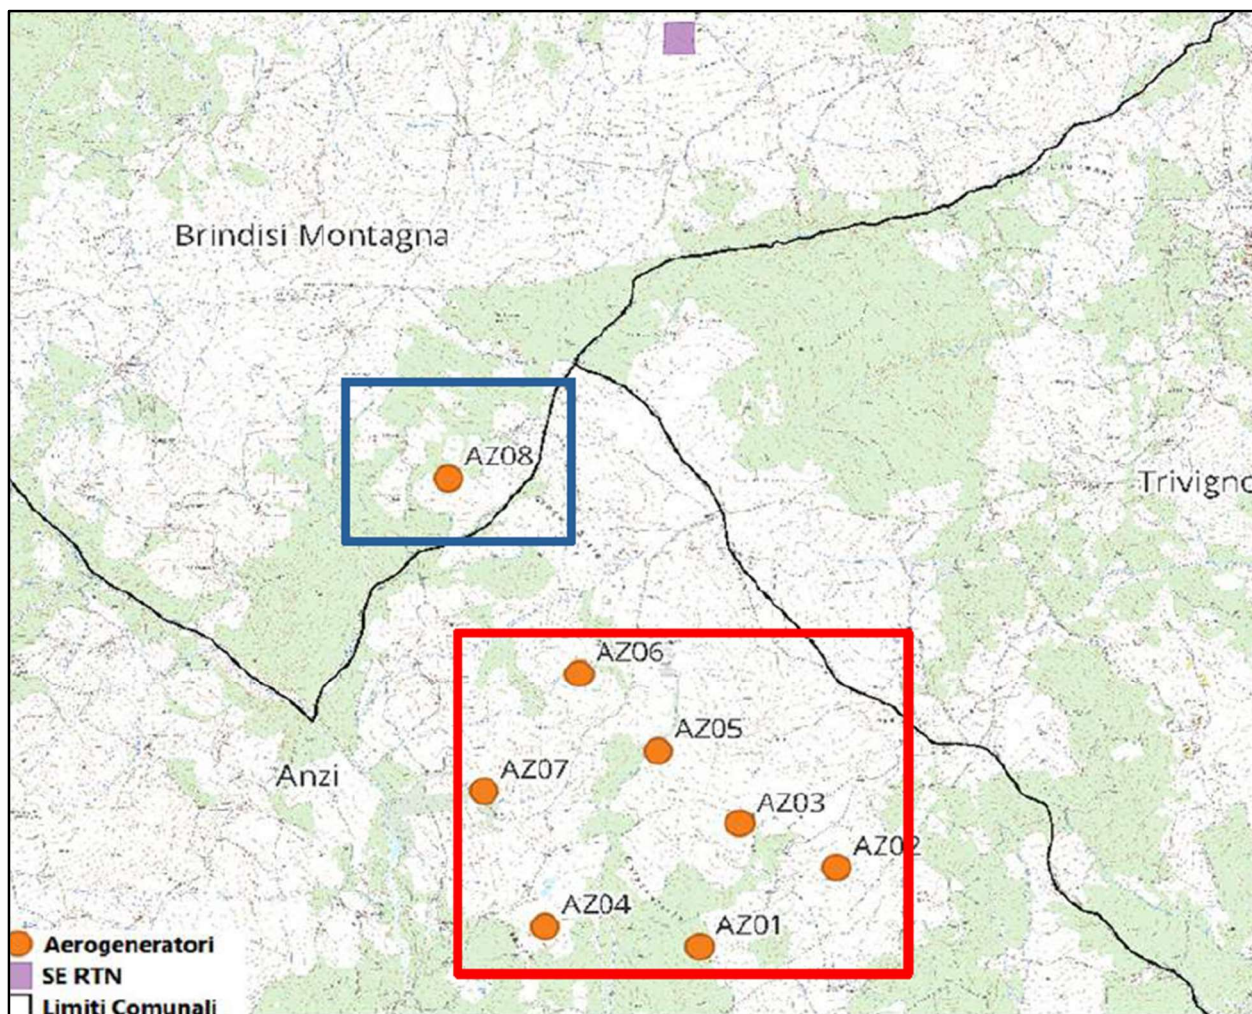 Brindisi Montagna
AZ08
Trivigno
AZ06
AZ05
AZ07
Anzi
AZ03
AZ02
AZ04
AZ01
Aerogeneratori
SE RTN
Limiti Comunali